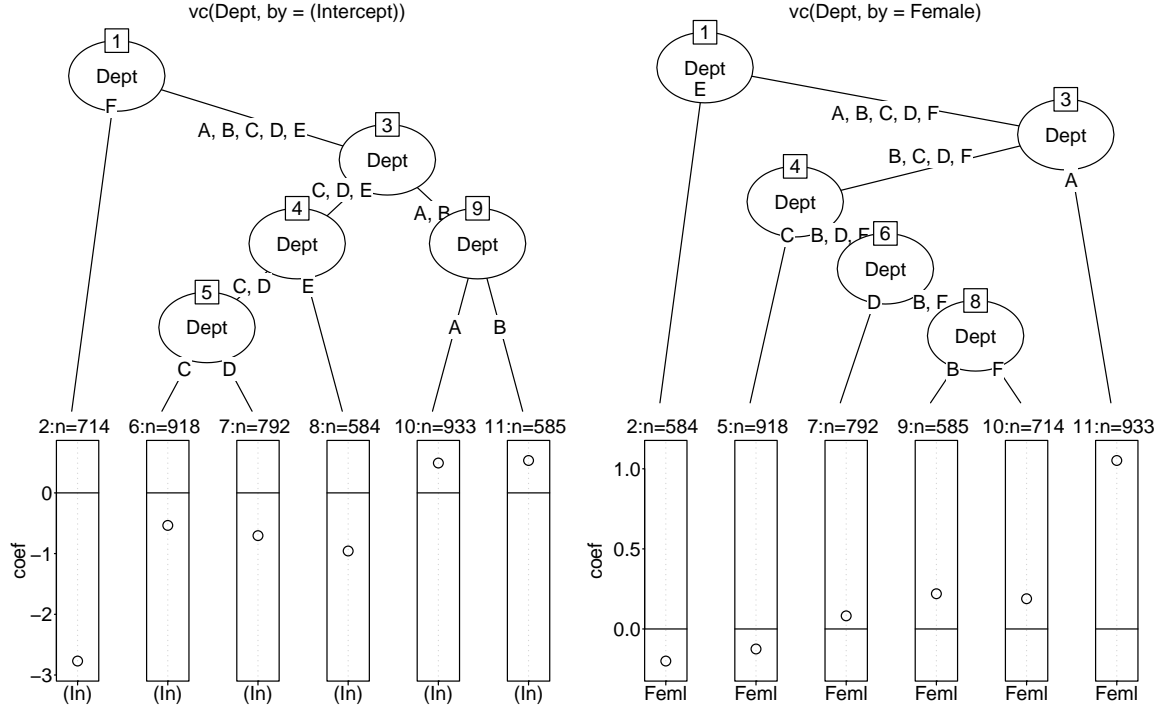 vc(Dept, by = (Intercept))
1
Dept
F
A, B, C, D, E
3
Dept
C, D, E
A, B
4
Dept
9
Dept
C, D
E
5
Dept
A
B
C
D
2:n=714
6:n=918
7:n=792
8:n=584
10:n=933
11:n=585
coef
0
−1
−2
−3
(In)
(In)
(In)
(In)
(In)
(In)
vc(Dept, by = Female)
1
Dept
E
A, B, C, D, F
3
Dept
B, C, D, F
A
4
Dept
C
B, D, F
6
Dept
D
B, F
8
Dept
B
F
2:n=584
5:n=918
7:n=792
9:n=585
10:n=714
11:n=933
coef
1.0
0.5
0.0
Feml
Feml
Feml
Feml
Feml
Feml